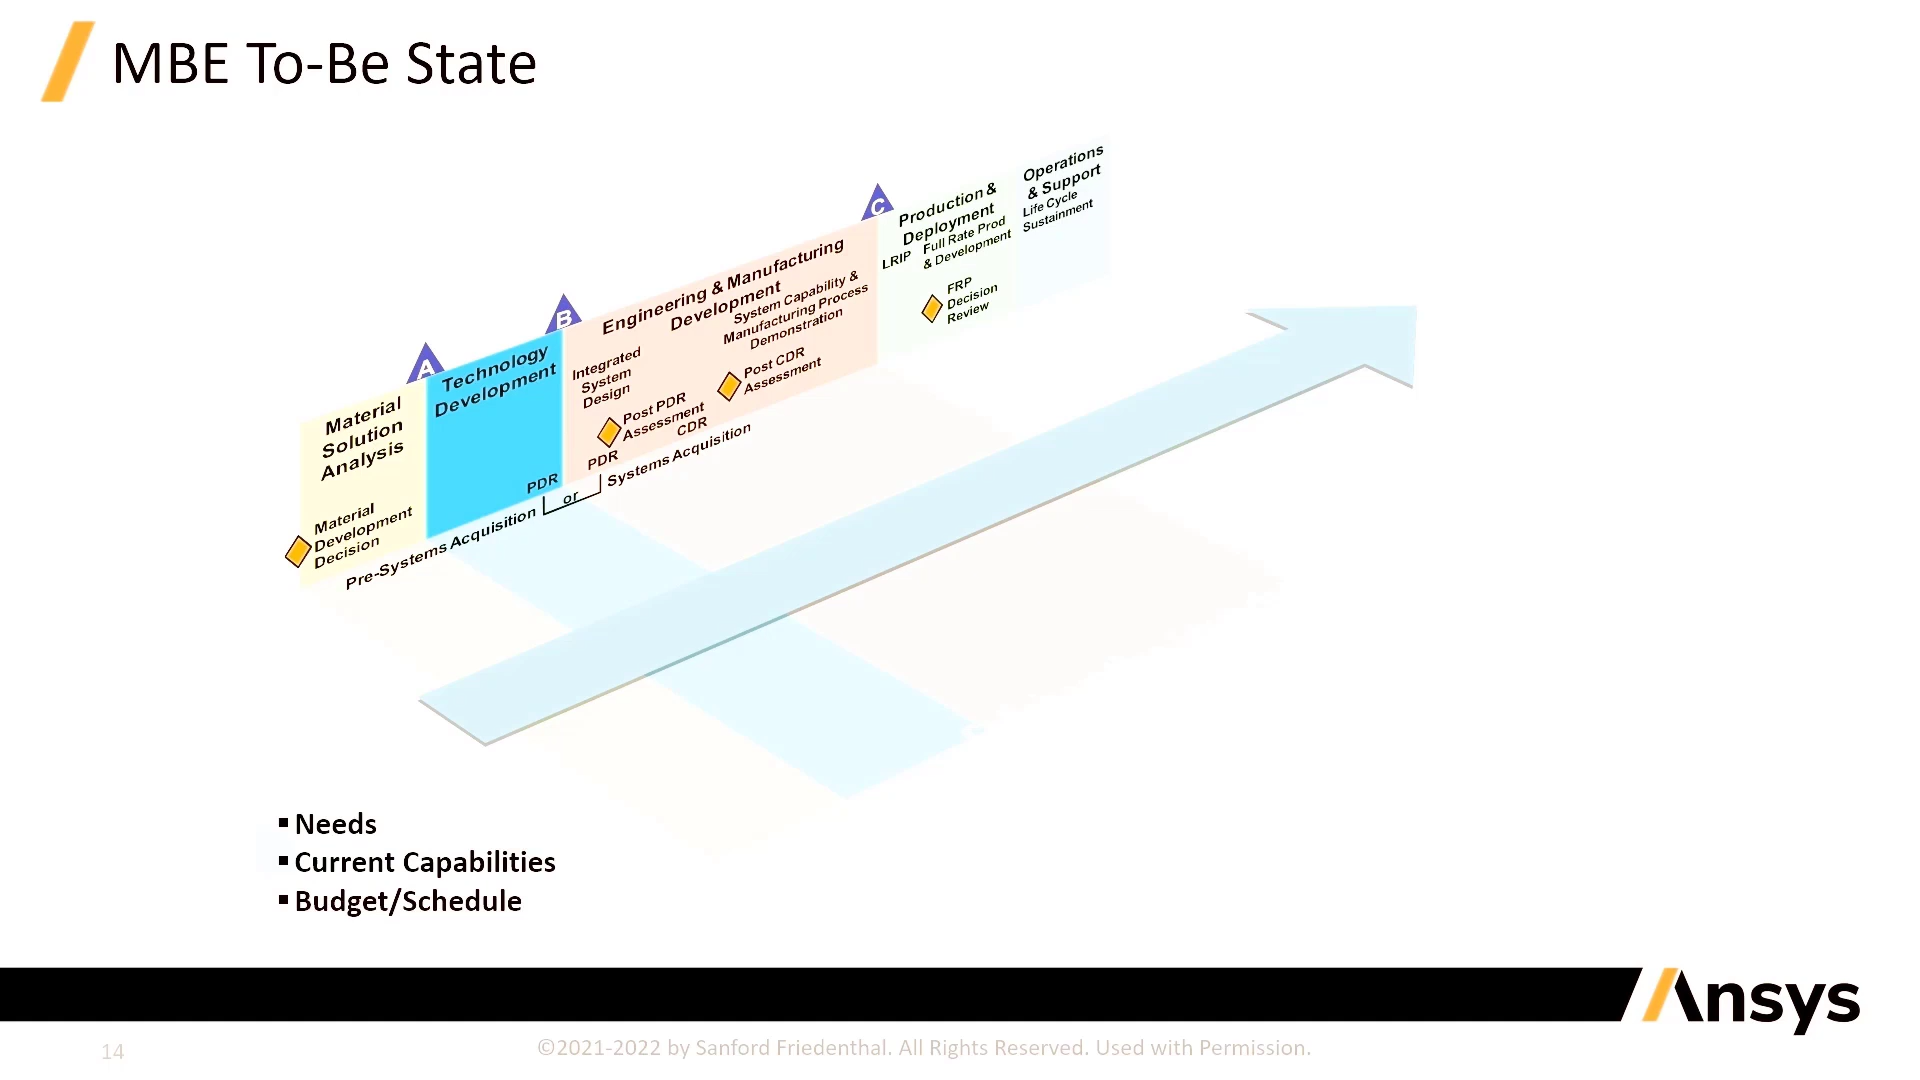 MBE To-Be State
A
Material
Solution
Analysis
Material
Development
Decision
Technology
Development
PDR
B
Engineering & Manufacturing
Development
Integrated
System
Design
System Capability &
Manufacturing Process
Demonstration
Post PDR
Assessment
Post CDR
Assessment
PDR
CDR
C
Production &
Deployment
LRIP
Full Rate Prod
& Development
FRP
Decision
Review
Operations
& Support
Life Cycle
Sustainment
Pre-Systems Acquisition
or
Systems Acquisition
▪ Needs
▪ Current Capabilities
▪ Budget/Schedule
Ansys
14
©2021-2022 by Sanford Friedenthal. All Rights Reserved. Used with Permission.